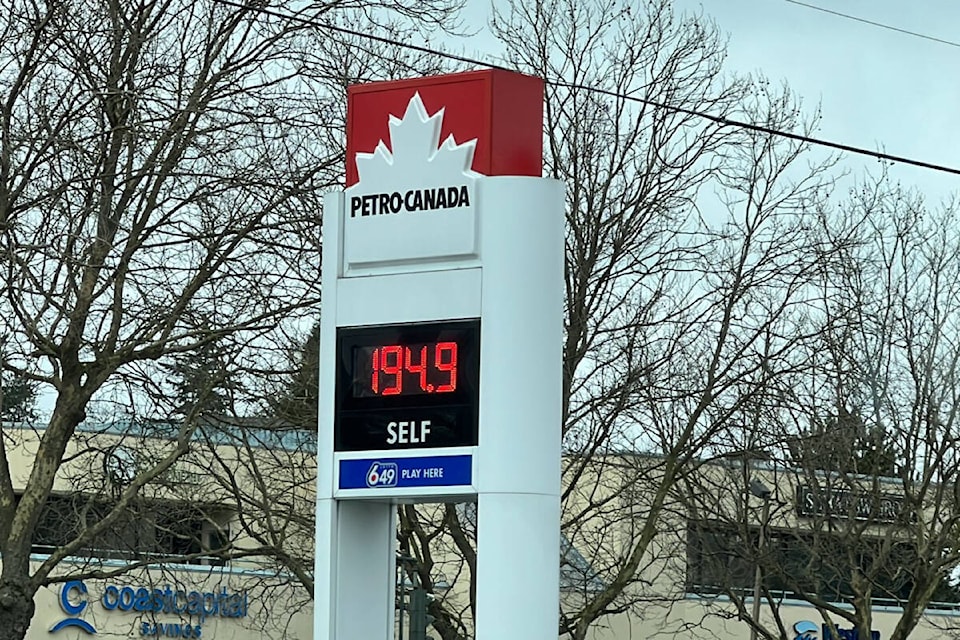 PETRO-CANADA
194.9
SELF
649 PLAY HERE
coastcapital
SAVINGS